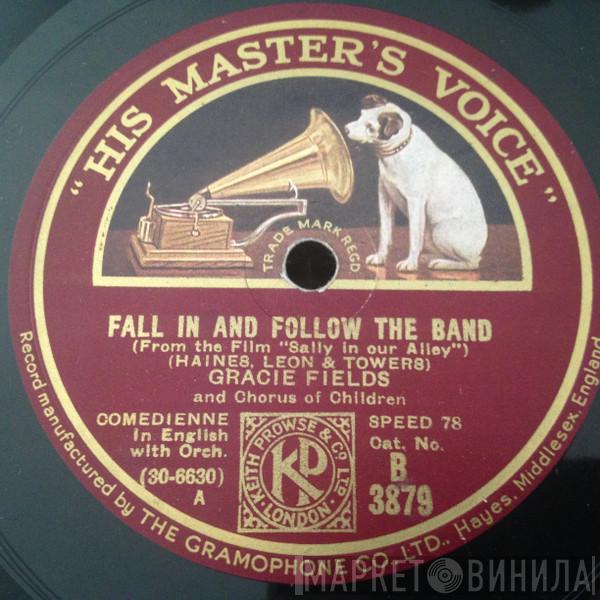 "HIS MASTER'S VOICE"
TRADE MARK REGD
FALL IN AND FOLLOW THE BAND
(From the Film "Sally in our Alley")
(HAINES, LEON & TOWERS)
GRACIE FIELDS
and Chorus of Children
COMEDIENNE
In English
with Orch.
(30-6630)
A
KEITH PROWSE & CO. LTD.
LONDON
KP
SPEED 78
Cat. No.
B
3879
Record manufactured by THE GRAMOPHONE CO. LTD., Hayes, Middlesex, England
МАРКЕТ ВИНИЛА